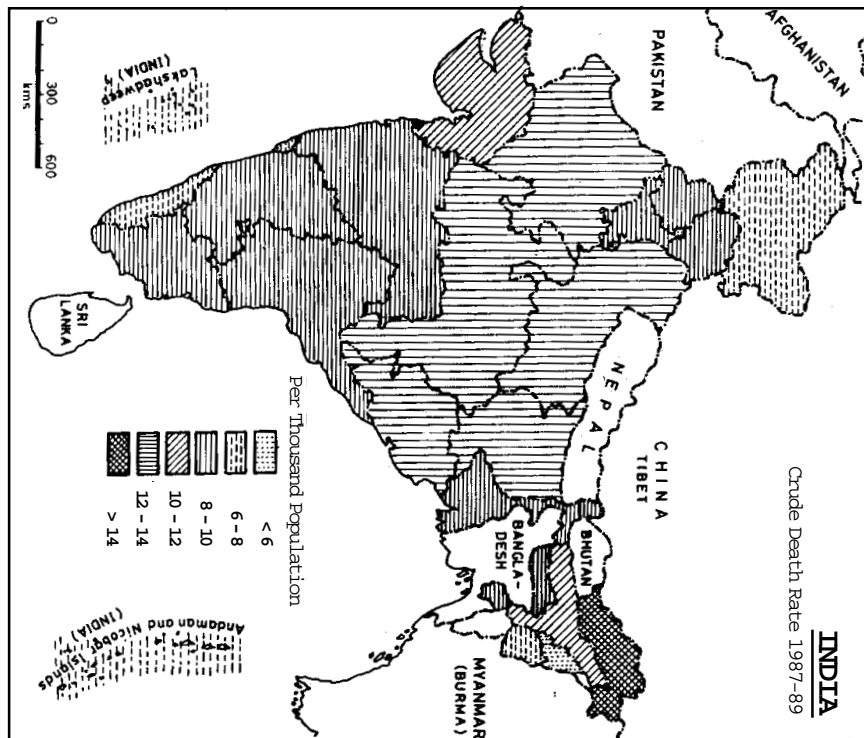 INDIA
Crude Death Rate 1987-89
AFGHANISTAN
PAKISTAN
CHINA
TIBET
NEPAL
BHUTAN
BANGLA-
DESH
MYANMAR
(BURMA)
SRI
LANKA
Lakshadweep
(INDIA)
Andaman and Nicobar Islands
(INDIA)
Per Thousand Population
<6
6-8
8-10
10-12
12-14
>14
0 300 600
kms